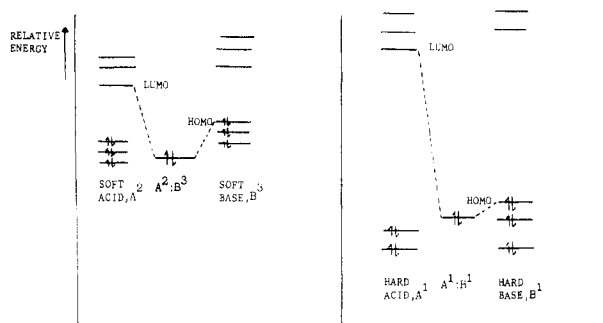 RELATIVE
ENERGY
LUMO
HOMO
SOFT
ACID,A2
A2:B3
SOFT
BASE,B3
LUMO
HOMO
HARD
ACID,A1
A1:B1
HARD
BASE,B1